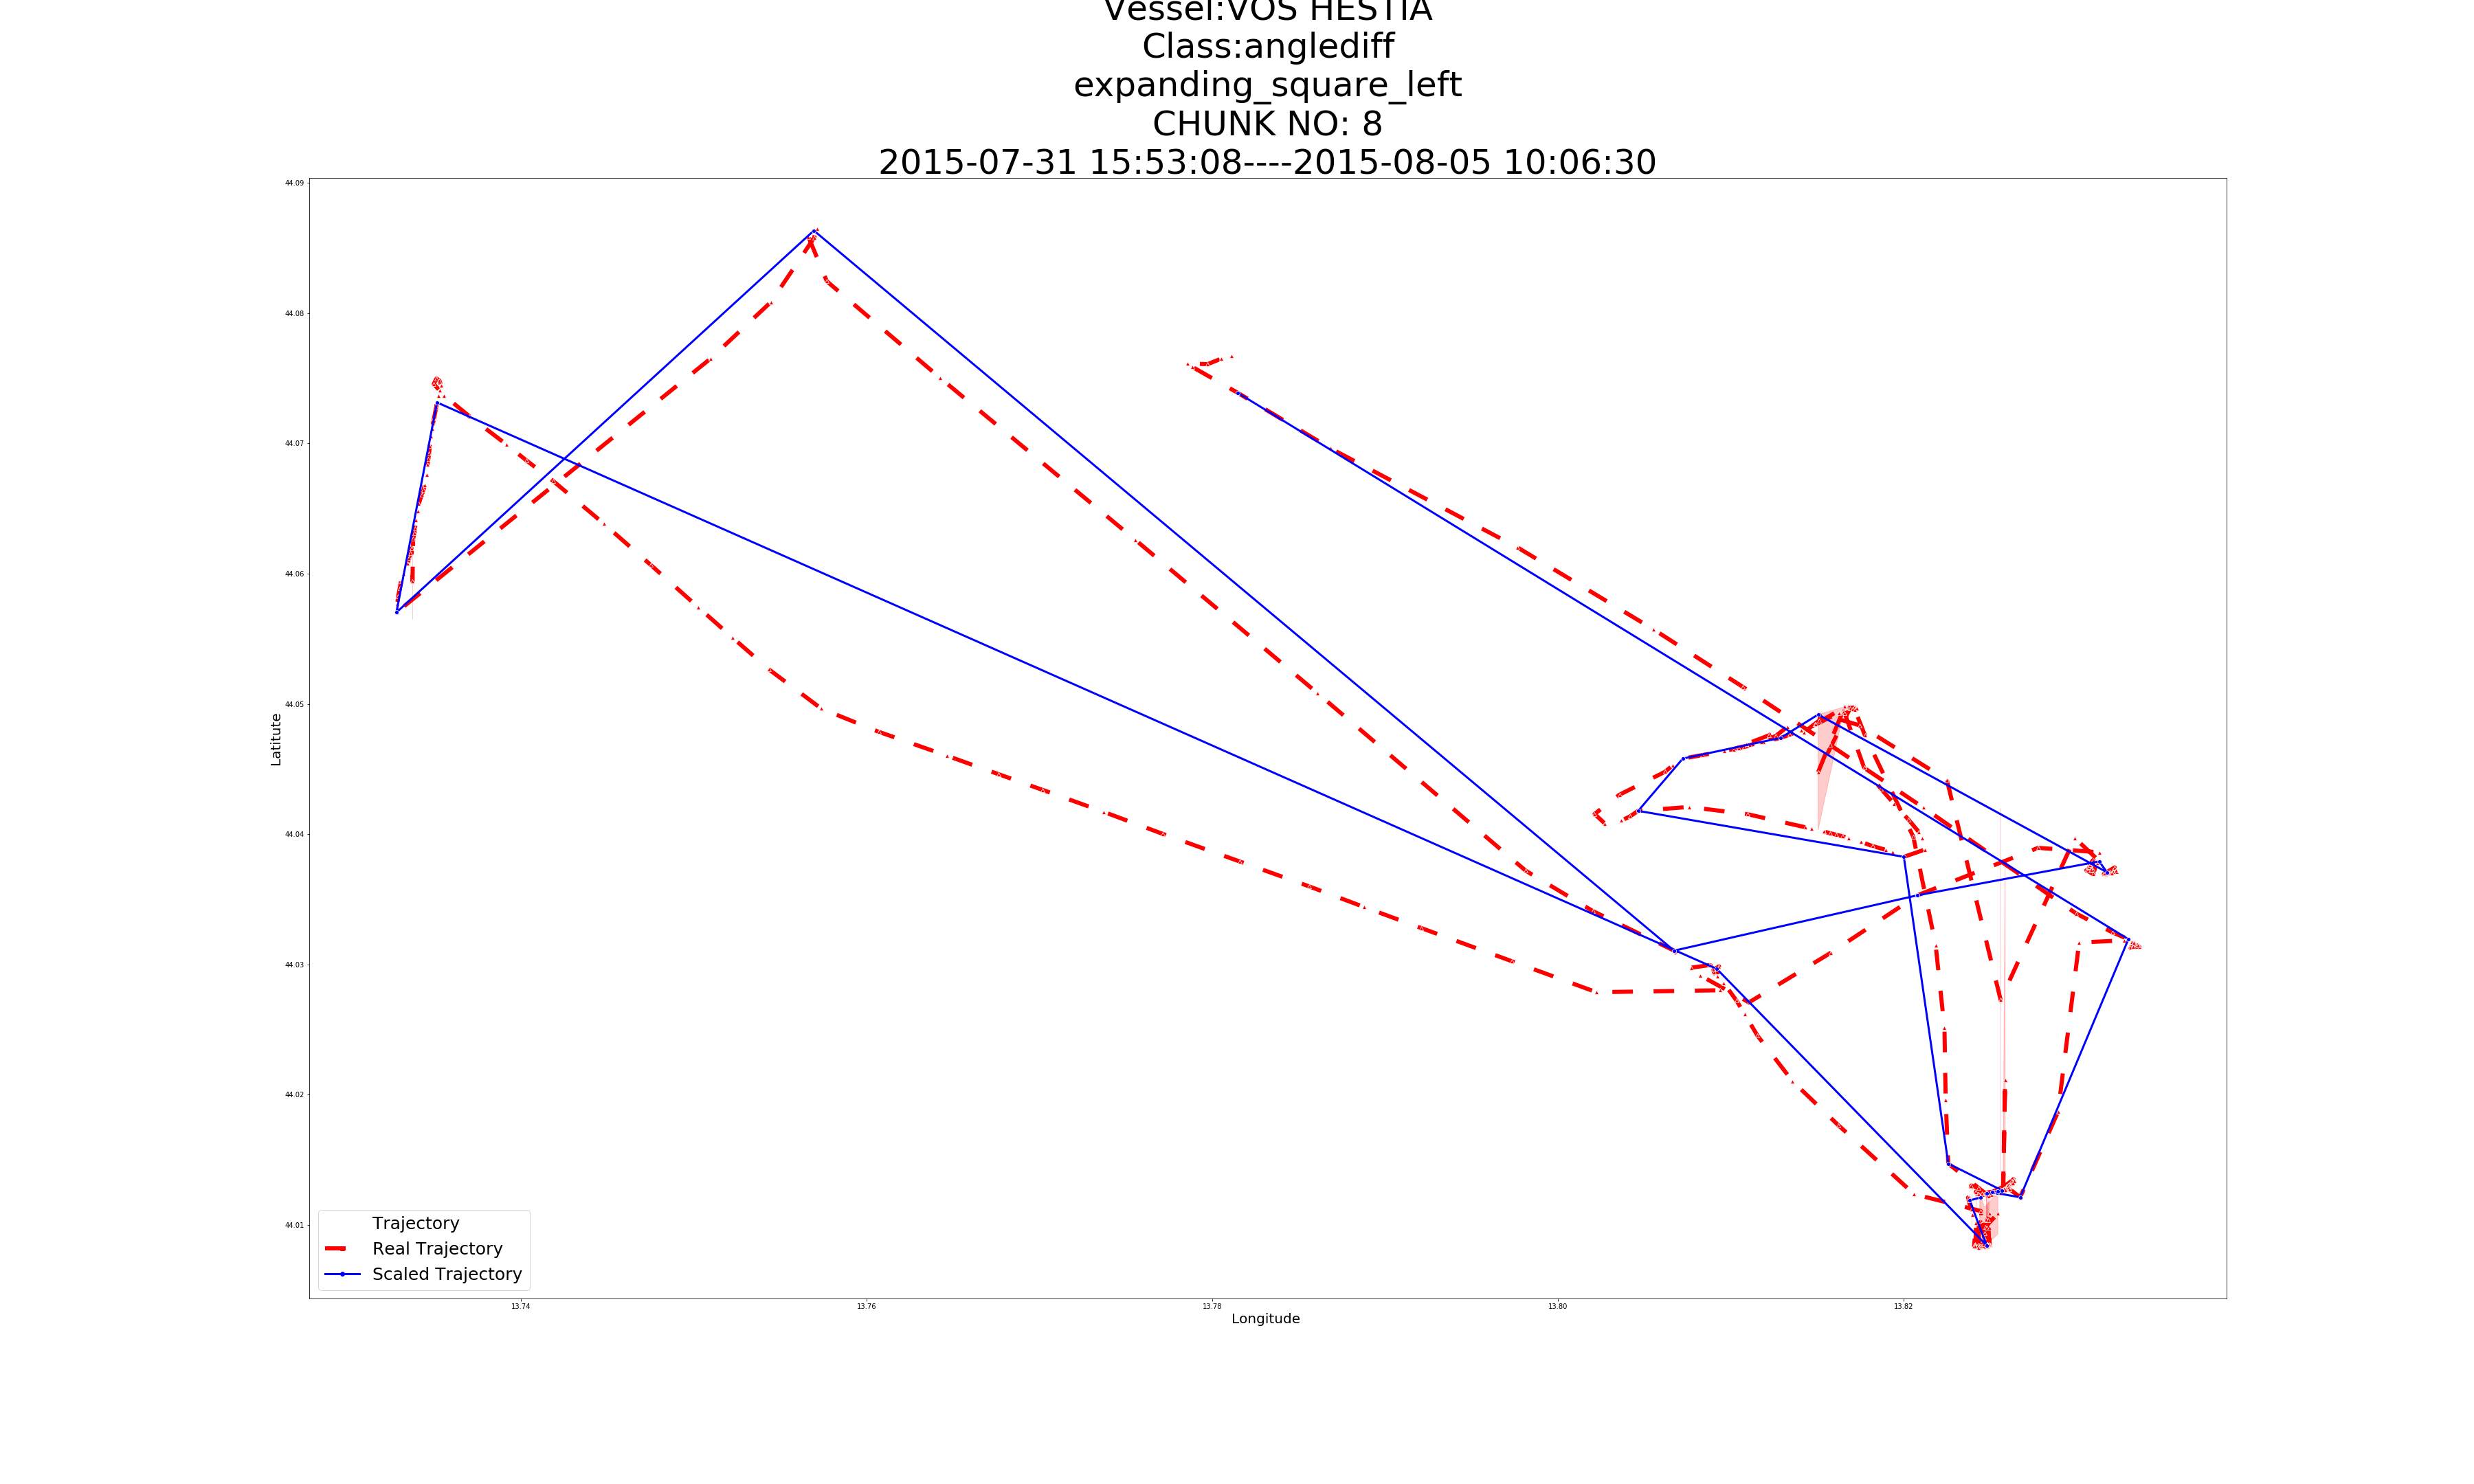 Vessel:VOS HESTIA
Class:anglediff
expanding_square_left
CHUNK NO: 8
2015-07-31 15:53:08----2015-08-05 10:06:30
44.09
44.08
44.07
44.06
44.05
44.04
44.03
44.02
44.01
Latitute
Trajectory
Real Trajectory
Scaled Trajectory
13.74
13.76
13.78
13.80
13.82
Longitude